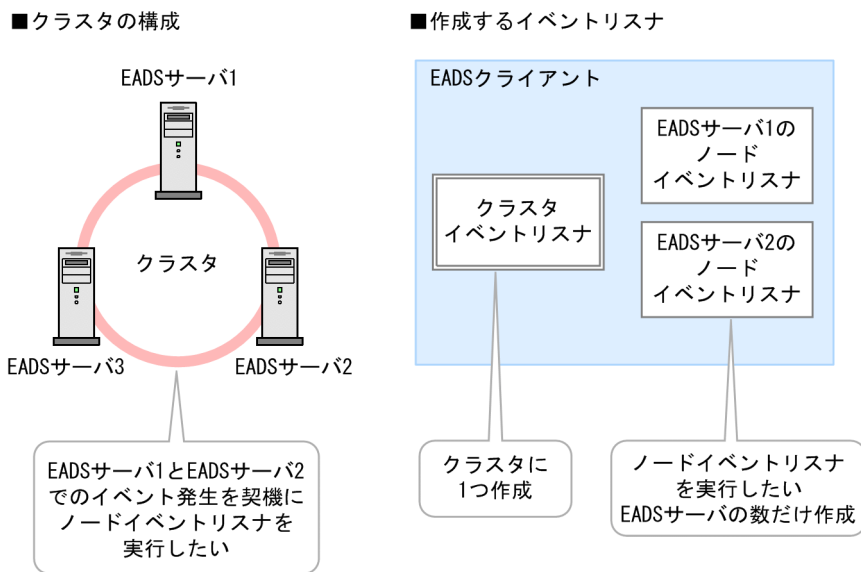 ■クラスタの構成
EADSサーバ1
クラスタ
EADSサーバ3
EADSサーバ2
EADSサーバ1とEADSサーバ2
でのイベント発生を契機に
ノードイベントリスナを
実行したい
■作成するイベントリスナ
EADSクライアント
クラスタ
イベントリスナ
EADSサーバ1の
ノード
イベントリスナ
EADSサーバ2の
ノード
イベントリスナ
クラスタに
1つ作成
ノードイベントリスナ
を実行したい
EADSサーバの数だけ作成